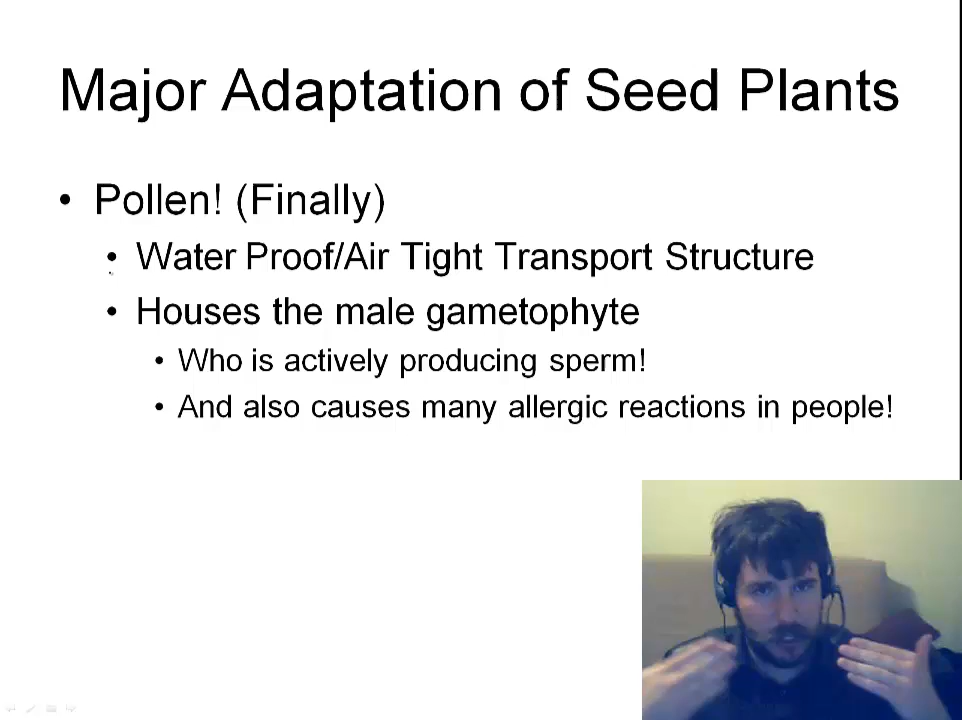 Major Adaptation of Seed Plants
• Pollen! (Finally)
• Water Proof/Air Tight Transport Structure
• Houses the male gametophyte
• Who is actively producing sperm!
• And also causes many allergic reactions in people!